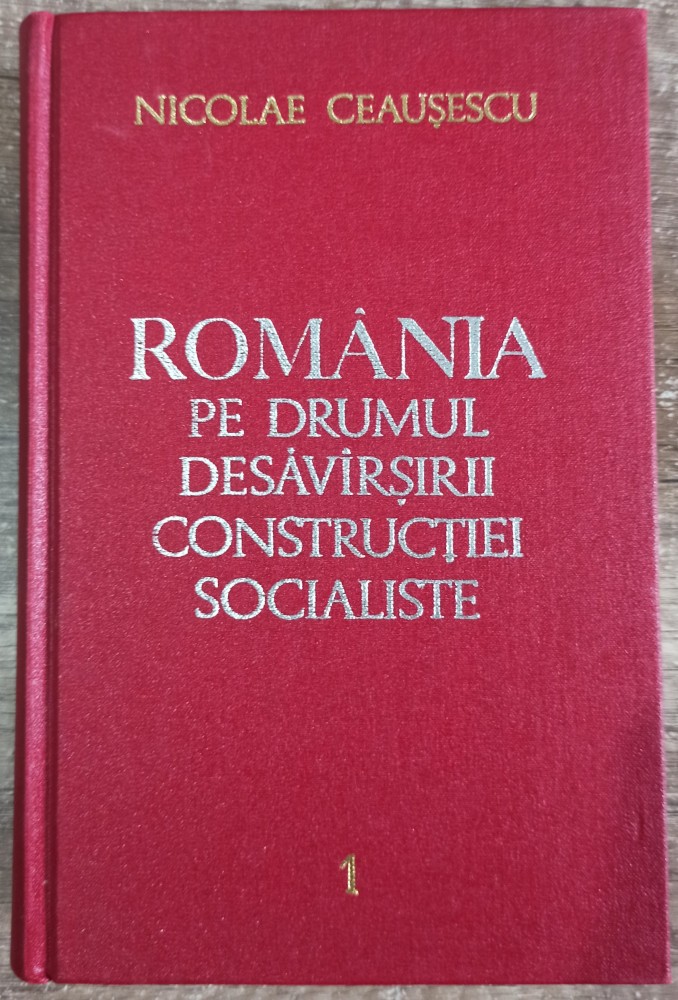 NICOLAE CEAUȘESCU
ROMÂNIA
PE DRUMUL
DESĂVÎRȘIRII
CONSTRUCȚIEI
SOCIALISTE
1